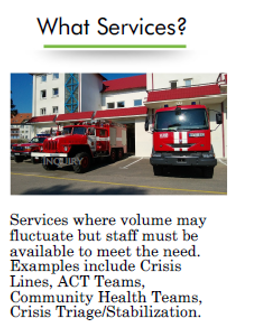 What Services?
INQUIRY
Services where volume may
fluctuate but staff must be
available to meet the need.
Examples include Crisis
Lines, ACT Teams,
Community Health Teams,
Crisis Triage/Stabilization.